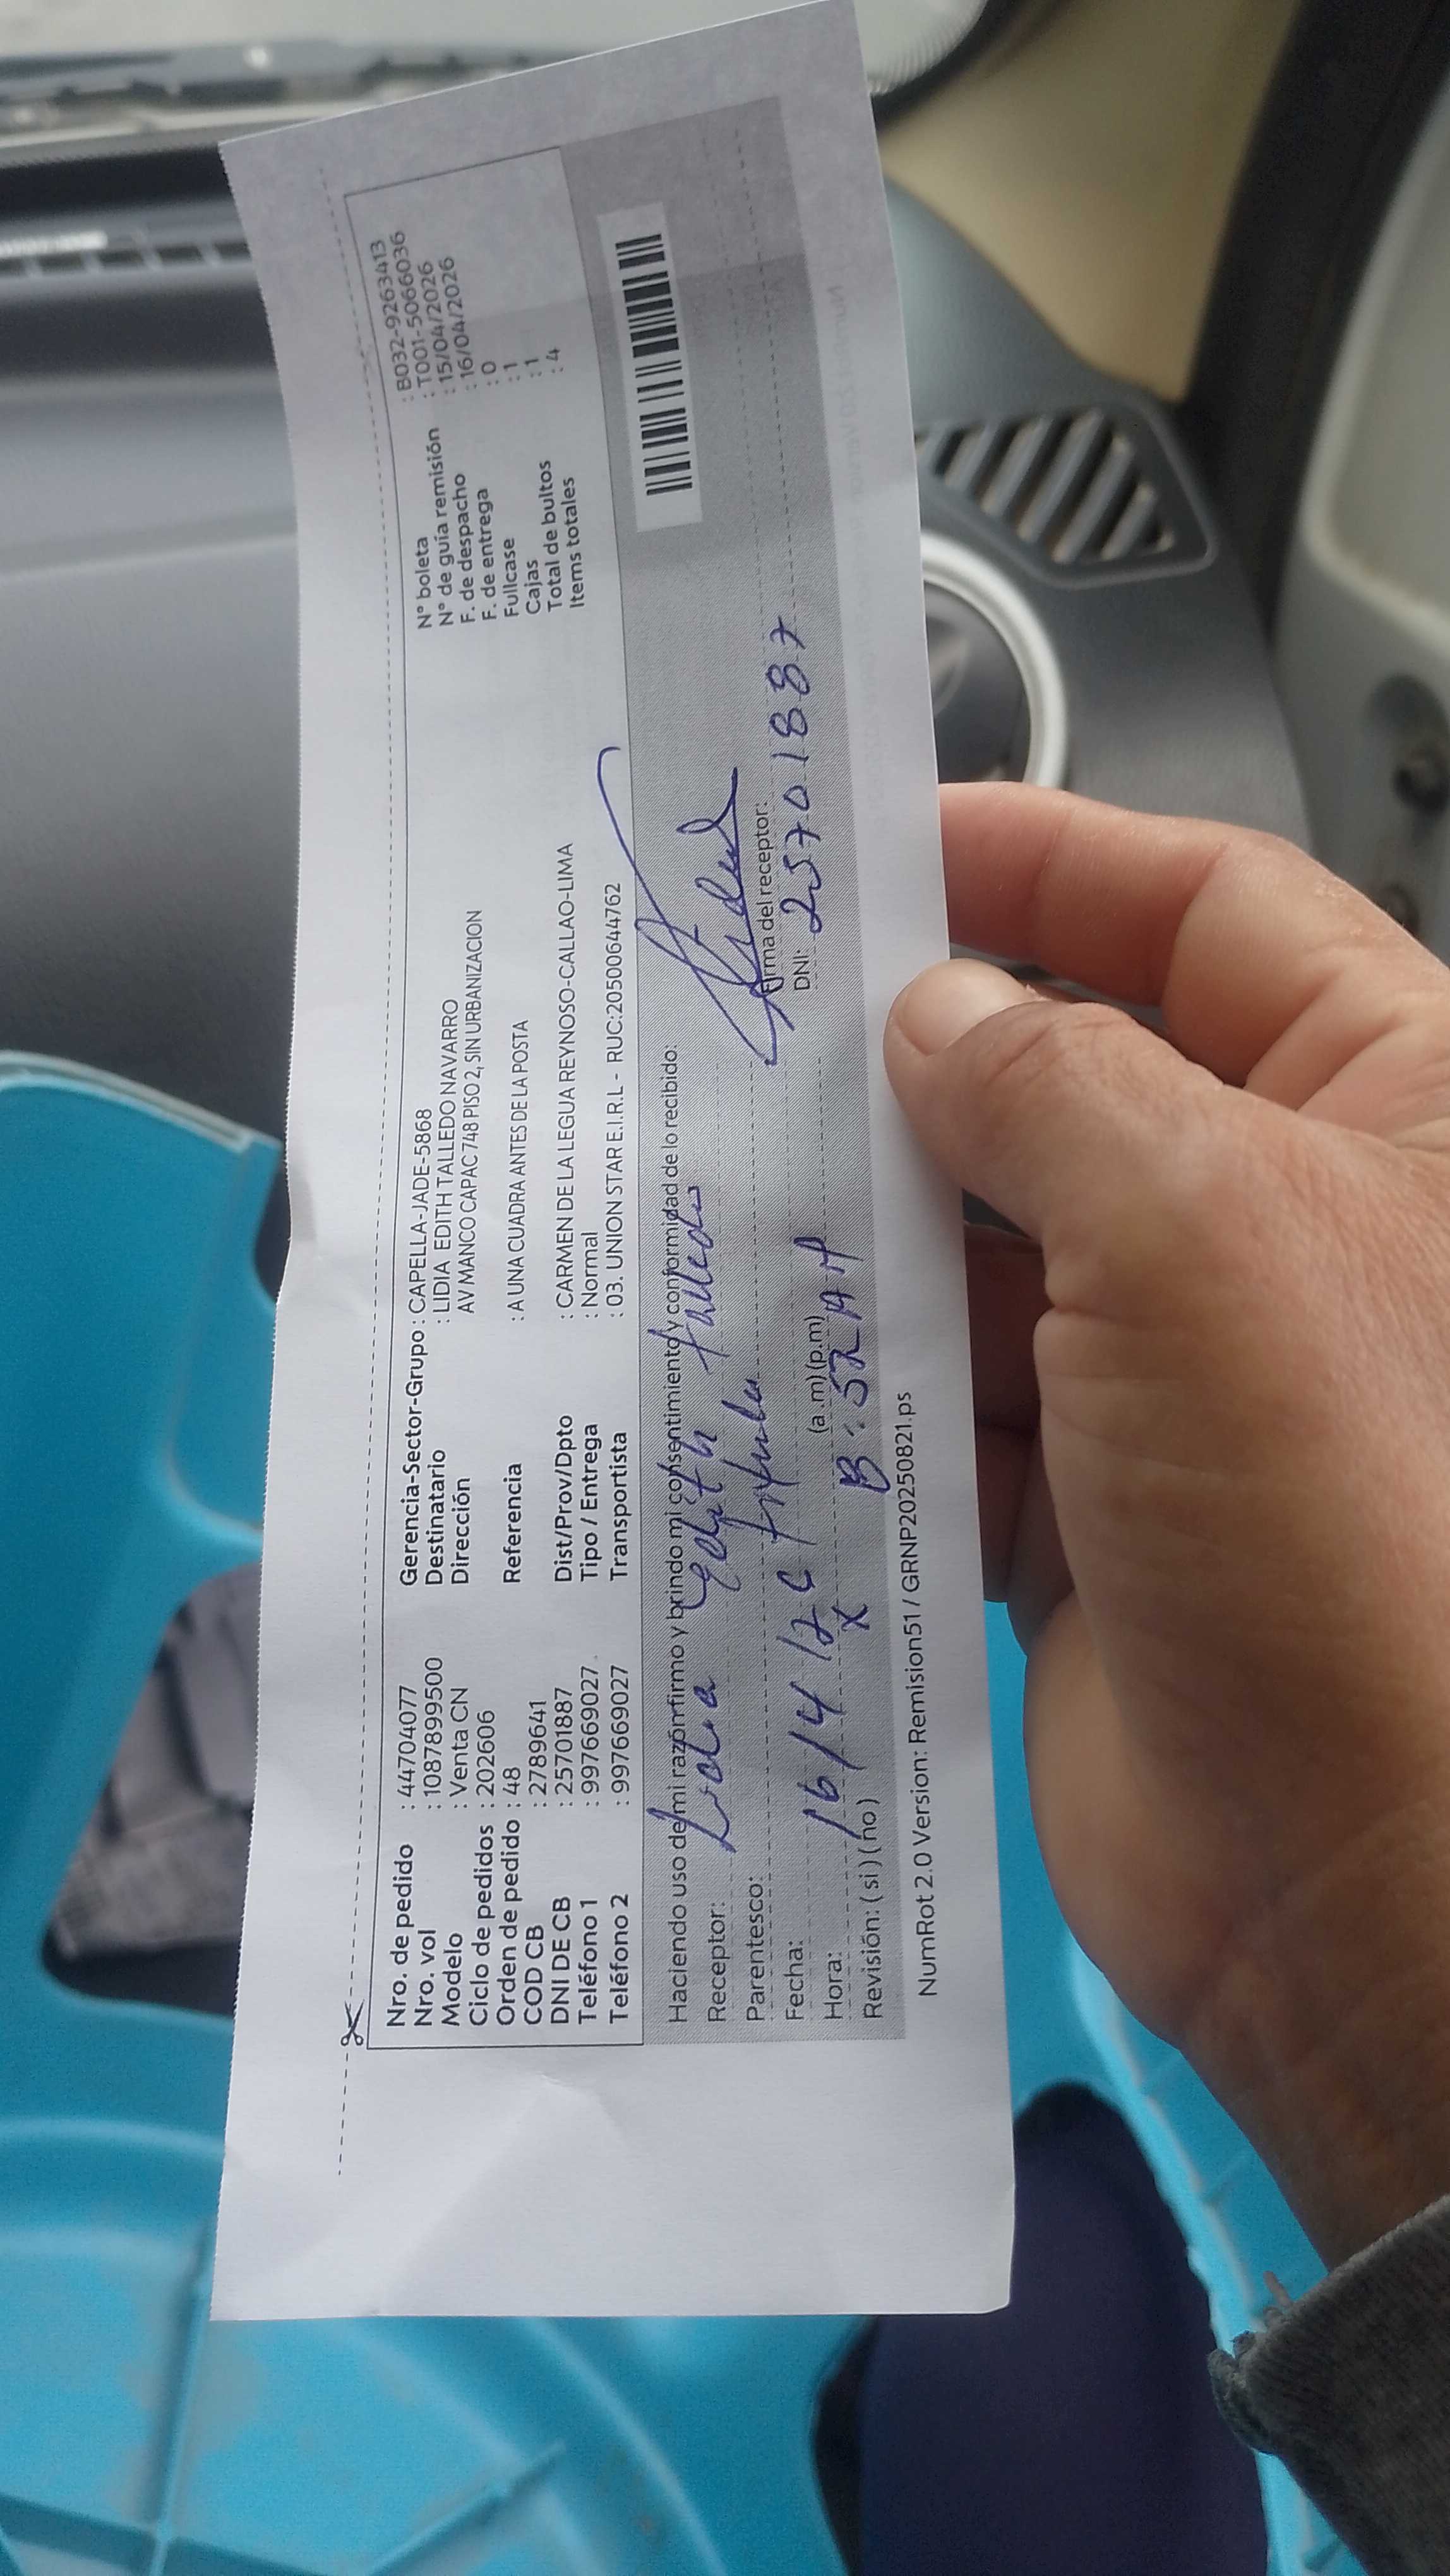 Nro. de pedido : 44704077
Nro. vol : 1087899500
Modelo : Venta CN
Ciclo de pedidos : 202606
Orden de pedido : 48
COD CB : 2789641
DNI DE CB : 25701887
Teléfono 1 : 997669027
Teléfono 2 : 997669027
Gerencia-Sector-Grupo : CAPELLA-JADE-5868
Destinatario : LIDIA EDITH TALLEDO NAVARRO
Dirección AV MANCO CAPAC 748 PISO 2, SIN URBANIZACION
Referencia : A UNA CUADRA ANTES DE LA POSTA
Dist/Prov/Dpto : CARMEN DE LA LEGUA REYNOSO-CALLAO-LIMA
Tipo / Entrega : Normal
Transportista : 03. UNION STAR E.I.R.L - RUC:20500644762
N° boleta : B032-9263413
N° de guía remisión : T001-5066036
F. de despacho : 15/04/2026
F. de entrega : 16/04/2026
Fullcase : 0
Cajas : 1
Total de bultos : 1
Items totales : 4
Haciendo uso de mi razón firmo y brindo mi consentimiento y conformidad de lo recibido:
Receptor: Lidia Edith Talledo
Parentesco:
Fecha: 16/4
Hora: (a.m)(p.m)
Revisión: (si)(no) X 8:52 AM
Firma del receptor:
DNI: 25701887
NumRot 2.0 Version: Remision51 / GRNP20250821.ps